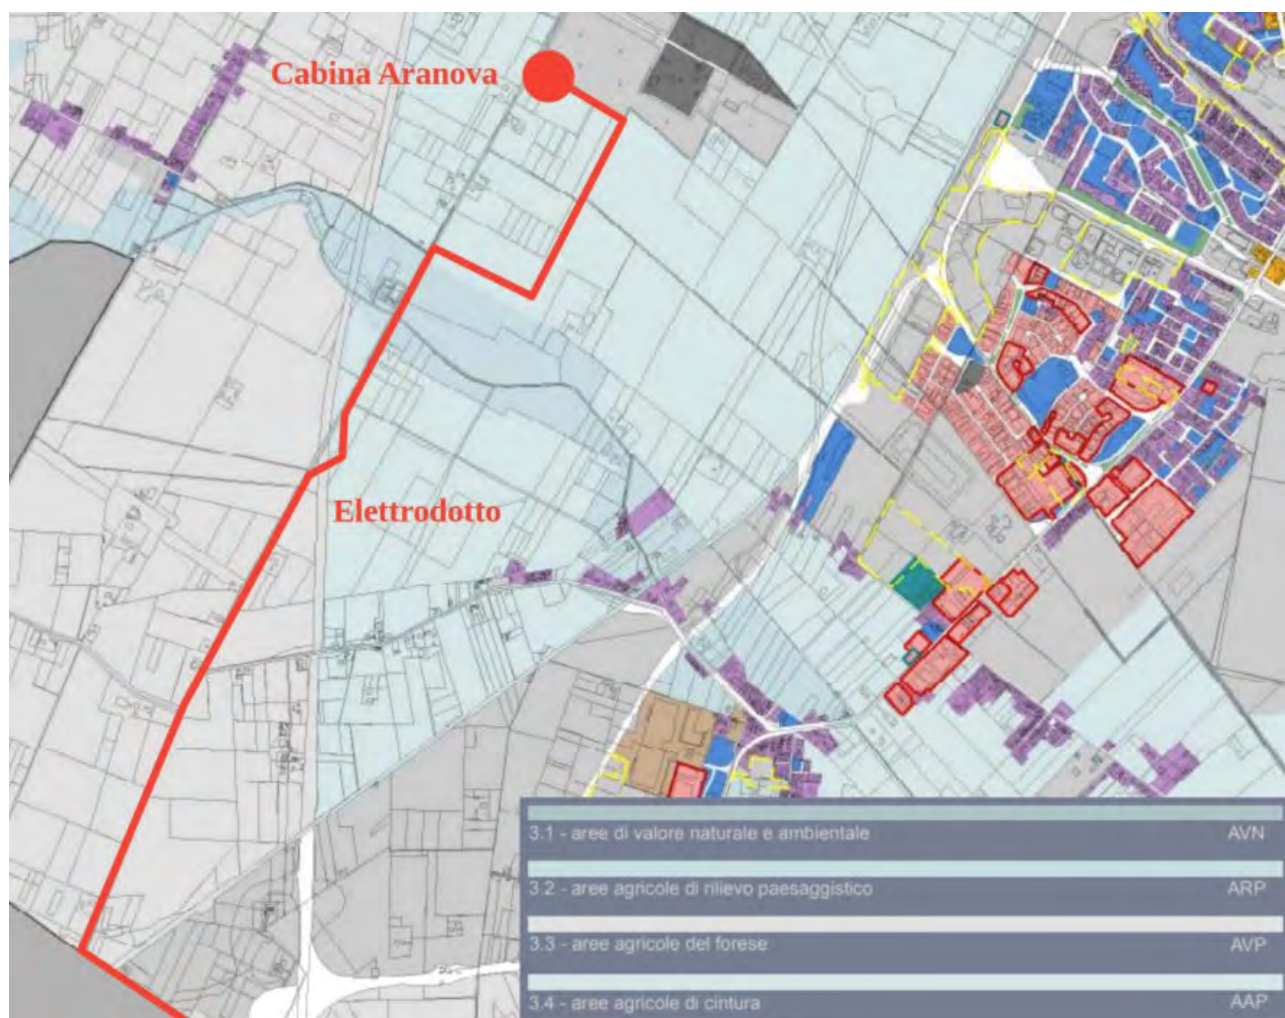 Cabina Aranova
Elettrodotto
3.1 - aree di valore naturale e ambientale AVN
3.2 - aree agricole di rilievo paesaggistico ARP
3.3 - aree agricole del forese AVP
3.4 - aree agricole di cintura AAP